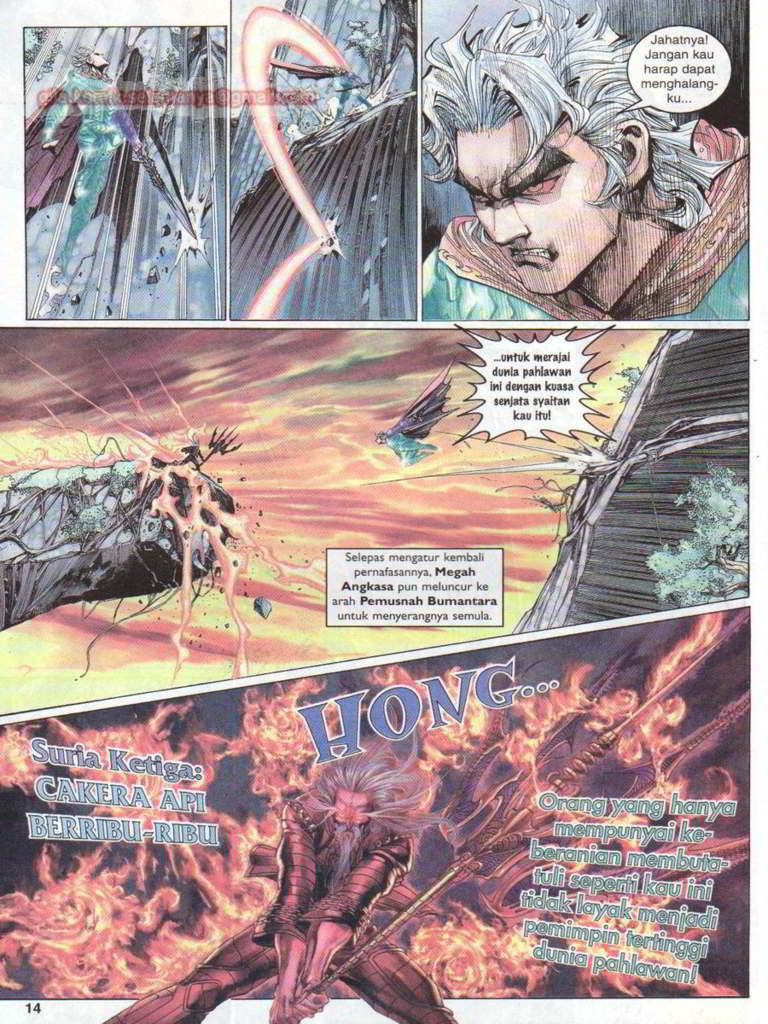 Jahatnya!
Jangan kau
harap dapat
menghalang-
ku...
...untuk merajai
dunia pahlawan
ini dengan kuasa
senjata syaitan
kau itu!
Selepas mengatur kembali
pernafasannya, Megah
Angkasa pun meluncur ke
arah Pemusnah Bumantara
untuk menyerangnya semula.
HONG...
Suria Ketiga:
CAKERA API
BERRIBU-RIBU
Orang yang hanya
mempunyai ke-
beranian membuta-
tuli seperti kau ini
tidak layak menjadi
pemimpin tertinggi
dunia pahlawan!
14